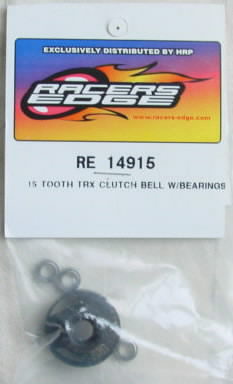 EXCLUSIVELY DISTRIBUTED BY HRP
RACERS
EDGE
www.racers-edge.com
RE 14915
15 TOOTH TRX CLUTCH BELL W/BEARINGS